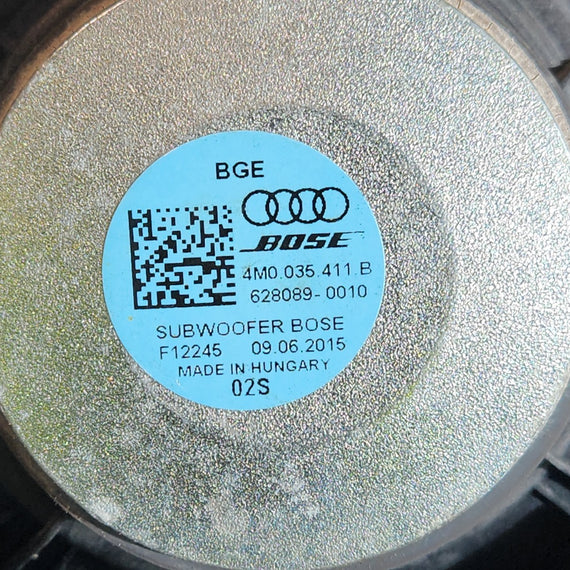 BGE
BOSE
4M0.035.411.B
628089-0010
SUBWOOFER BOSE
F12245 09.06.2015
MADE IN HUNGARY
02S